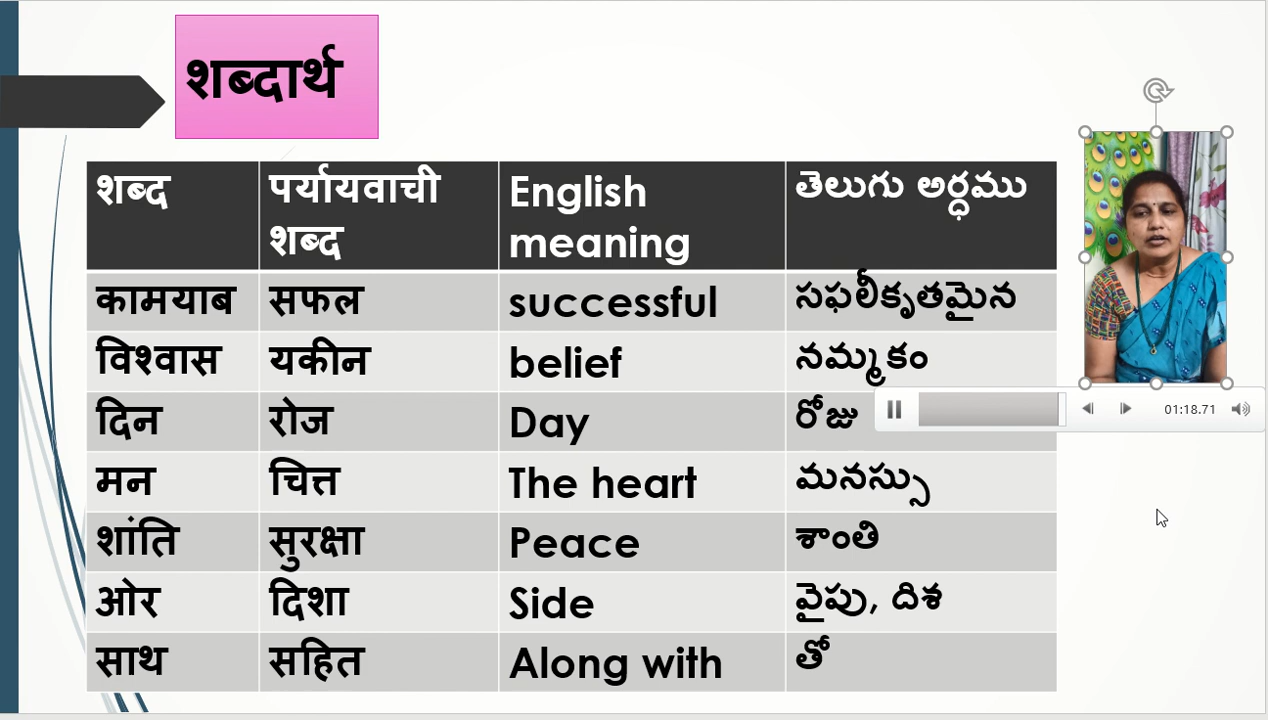 शब्दार्थ
शब्द पर्यायवाची शब्द English meaning తెలుగు అర్ధము
कामयाब सफल successful సఫలీకృతమైన
विश्वास यकीन belief నమ్మకం
दिन रोज Day రోజు
01:18.71
मन चित्त The heart మనస్సు
शांति सुरक्षा Peace శాంతి
ओर दिशा Side వైపు, దిశ
साथ सहित Along with తో